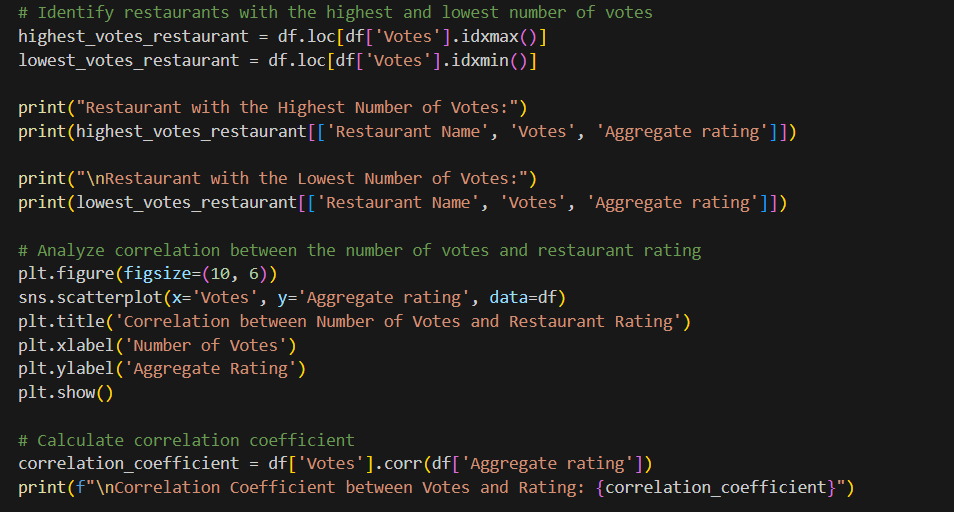 # Identify restaurants with the highest and lowest number of votes
highest_votes_restaurant = df.loc[df['Votes'].idxmax()]
lowest_votes_restaurant = df.loc[df['Votes'].idxmin()]
print("Restaurant with the Highest Number of Votes:")
print(highest_votes_restaurant[['Restaurant Name', 'Votes', 'Aggregate rating']])
print("\nRestaurant with the Lowest Number of Votes:")
print(lowest_votes_restaurant[['Restaurant Name', 'Votes', 'Aggregate rating']])
# Analyze correlation between the number of votes and restaurant rating
plt.figure(figsize=(10, 6))
sns.scatterplot(x='Votes', y='Aggregate rating', data=df)
plt.title('Correlation between Number of Votes and Restaurant Rating')
plt.xlabel('Number of Votes')
plt.ylabel('Aggregate Rating')
plt.show()
# Calculate correlation coefficient
correlation_coefficient = df['Votes'].corr(df['Aggregate rating'])
print(f"\nCorrelation Coefficient between Votes and Rating: {correlation_coefficient}")